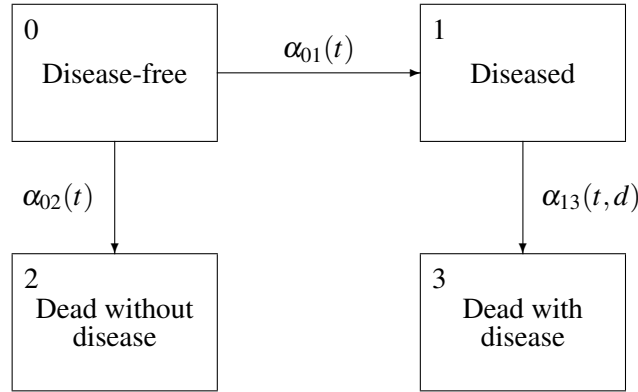 0
Disease-free
α₀₁(t)
1
Diseased
α₀₂(t)
α₁₃(t,d)
2
Dead without
disease
3
Dead with
disease